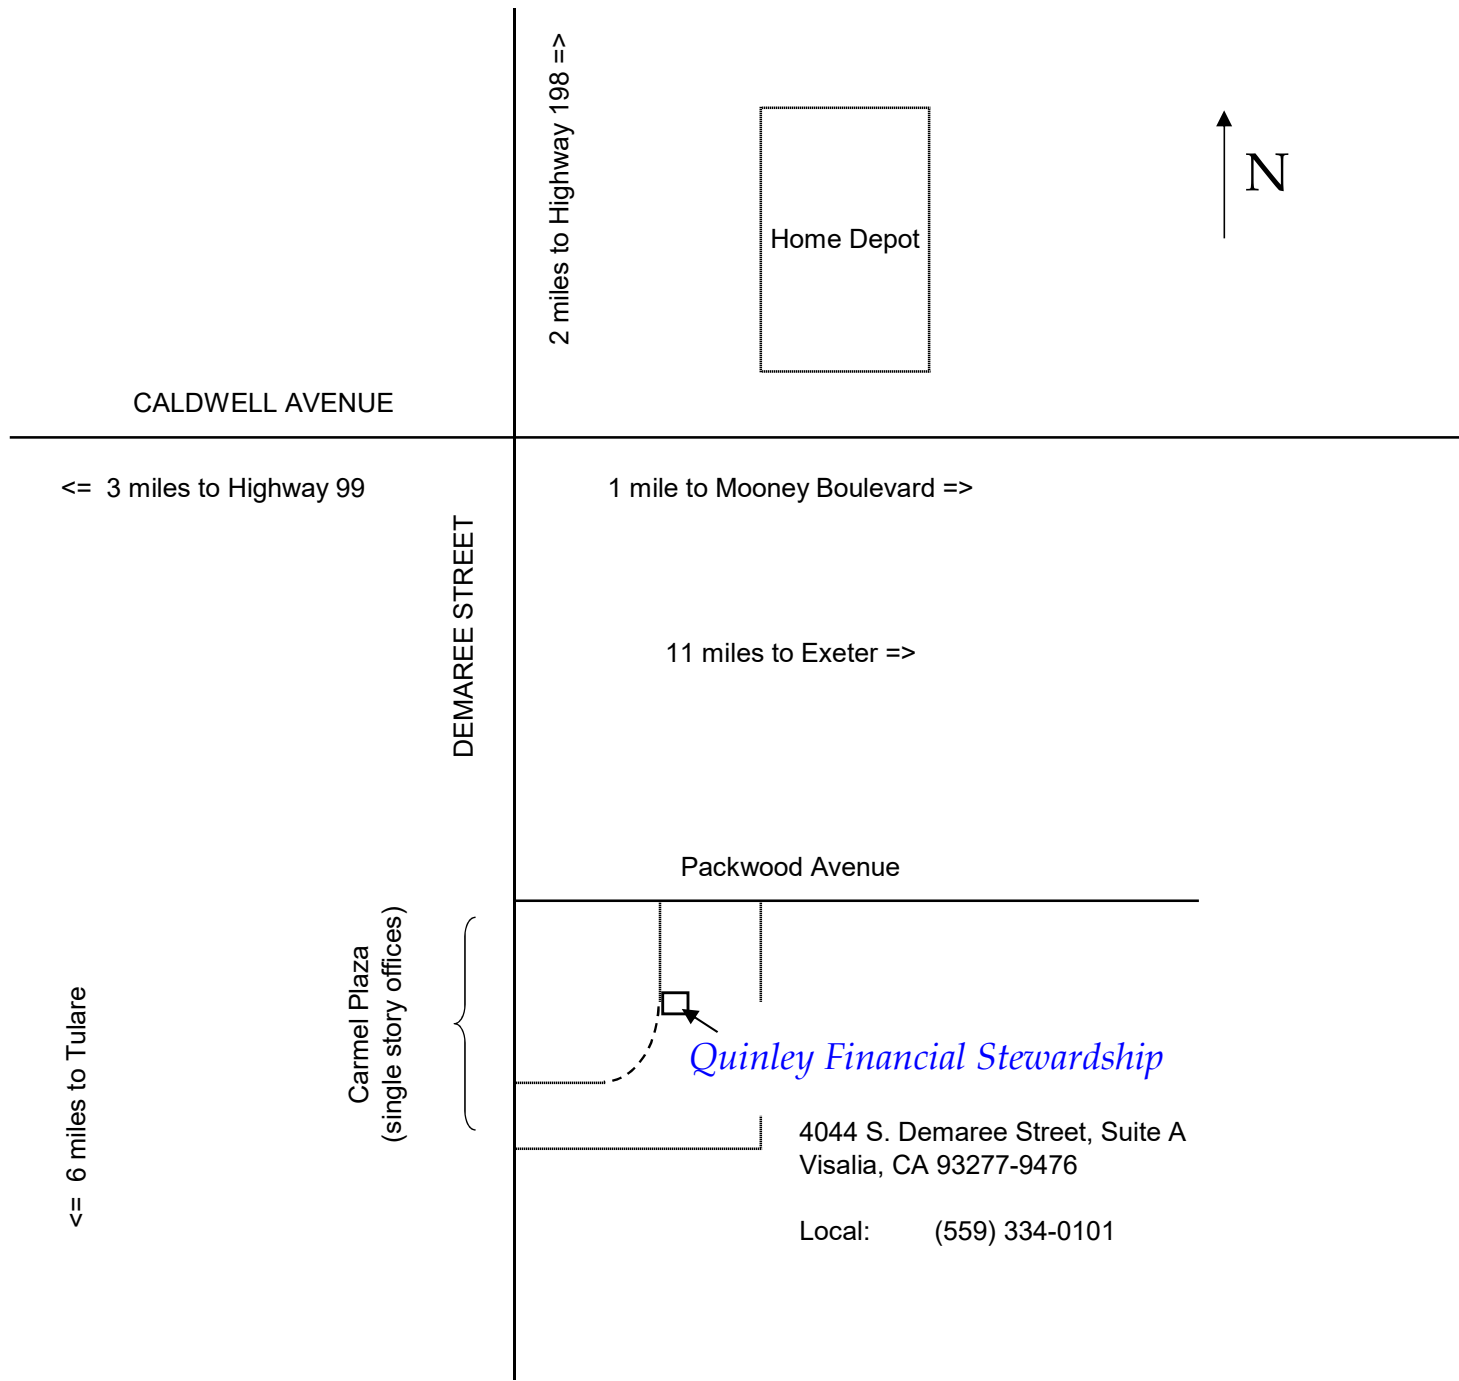 2 miles to Highway 198 =>
N
Home Depot
CALDWELL AVENUE
<= 3 miles to Highway 99
1 mile to Mooney Boulevard =>
DEMAREE STREET
11 miles to Exeter =>
Packwood Avenue
Carmel Plaza
(single story offices)
<= 6 miles to Tulare
Quinley Financial Stewardship
4044 S. Demaree Street, Suite A
Visalia, CA 93277-9476
Local: (559) 334-0101